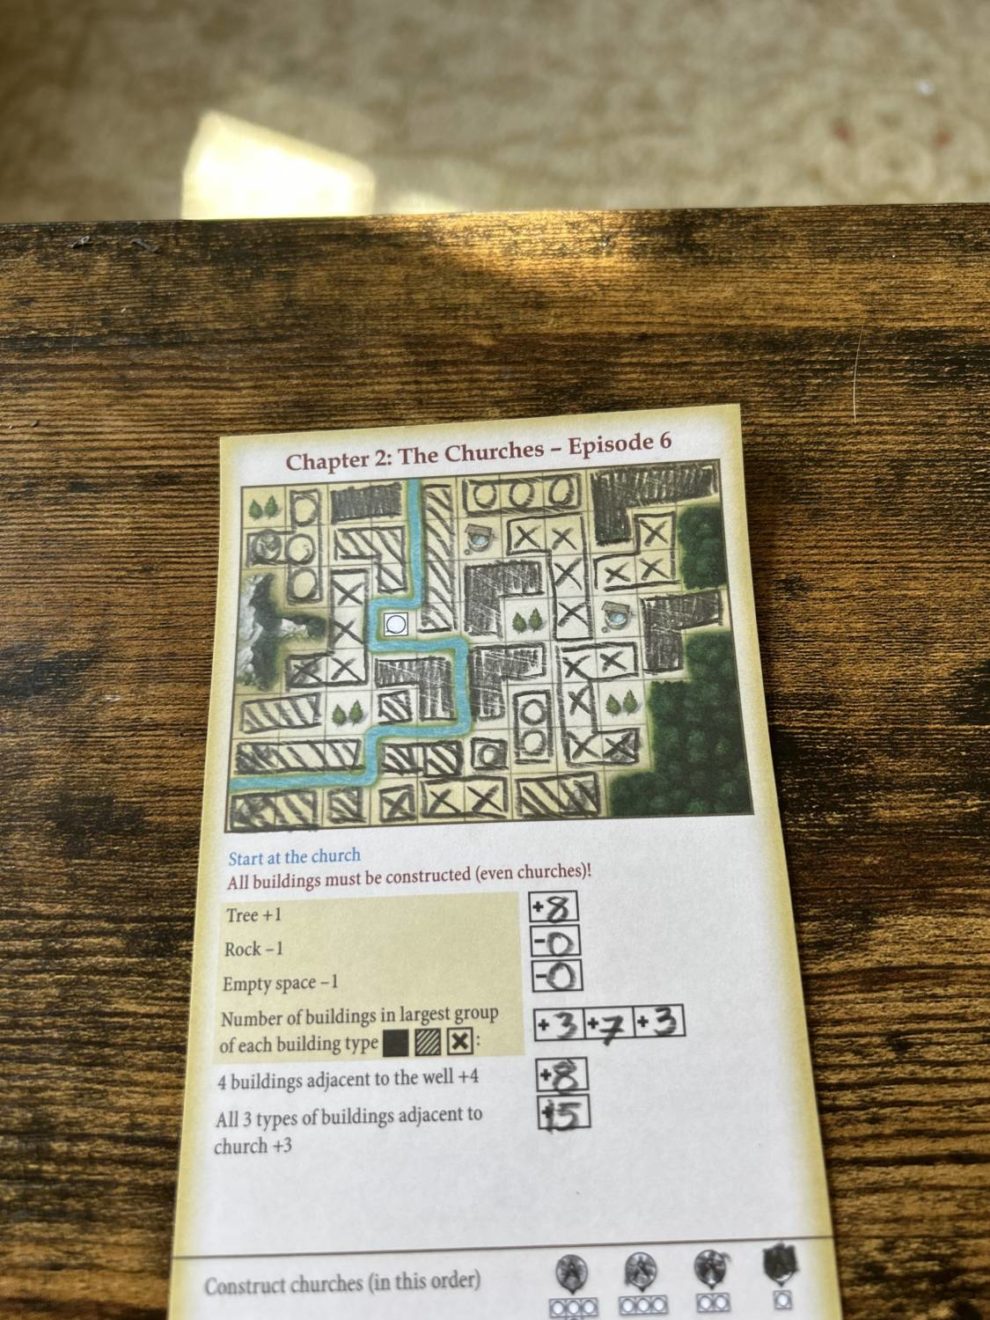 Chapter 2: The Churches – Episode 6
Start at the church
All buildings must be constructed (even churches)!
Tree +1
+8
Rock –1
-0
Empty space –1
-0
Number of buildings in largest group
of each building type :
+3 +7 +3
4 buildings adjacent to the well +4
+8
All 3 types of buildings adjacent to
church +3
+15
Construct churches (in this order)